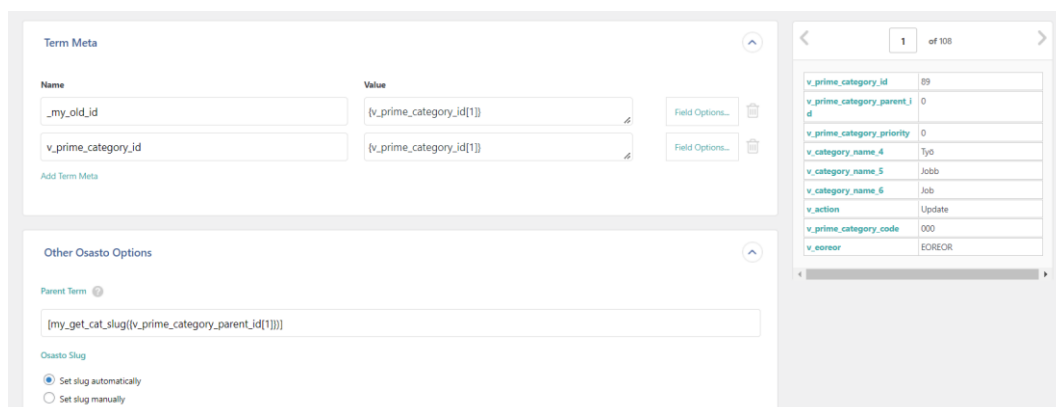 Term Meta
Name Value
_my_old_id {v_prime_category_id[1]} Field Options...
v_prime_category_id {v_prime_category_id[1]} Field Options...
Add Term Meta
Other Osasto Options
Parent Term ?
[my_get_cat_slug({v_prime_category_parent_id[1]})]
Osasto Slug
Set slug automatically
Set slug manually
1 of 108
v_prime_category_id 89
v_prime_category_parent_i 0
d
v_prime_category_priority 0
v_category_name_4 Työ
v_category_name_5 Jobb
v_category_name_6 Job
v_action Update
v_prime_category_code 000
v_eoreor EOREOR